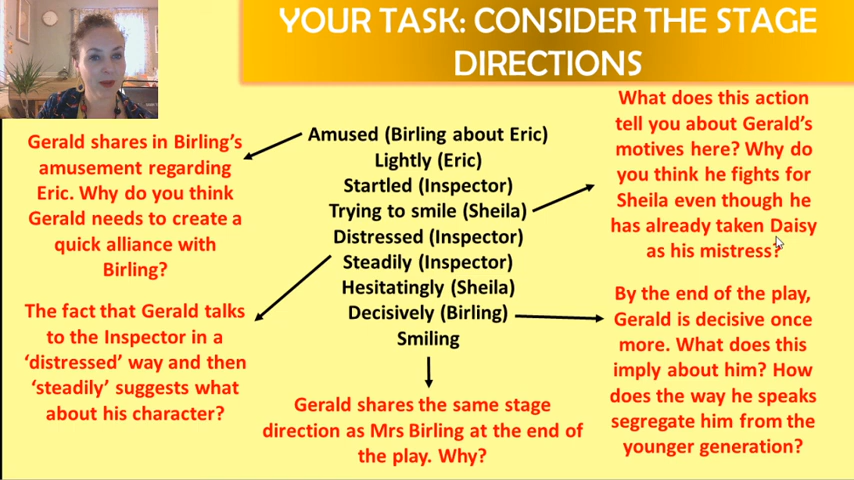 YOUR TASK: CONSIDER THE STAGE
DIRECTIONS
Gerald shares in Birling's
amusement regarding
Eric. Why do you think
Gerald needs to create a
quick alliance with
Birling?
The fact that Gerald talks
to the Inspector in a
'distressed' way and then
'steadily' suggests what
about his character?
Amused (Birling about Eric)
Lightly (Eric)
Startled (Inspector)
Trying to smile (Sheila)
Distressed (Inspector)
Steadily (Inspector)
Hesitatingly (Sheila)
Decisively (Birling)
Smiling
Gerald shares the same stage
direction as Mrs Birling at the end of
the play. Why?
What does this action
tell you about Gerald's
motives here? Why do
you think he fights for
Sheila even though he
has already taken Daisy
as his mistress?
By the end of the play,
Gerald is decisive once
more. What does this
imply about him? How
does the way he speaks
segregate him from the
younger generation?